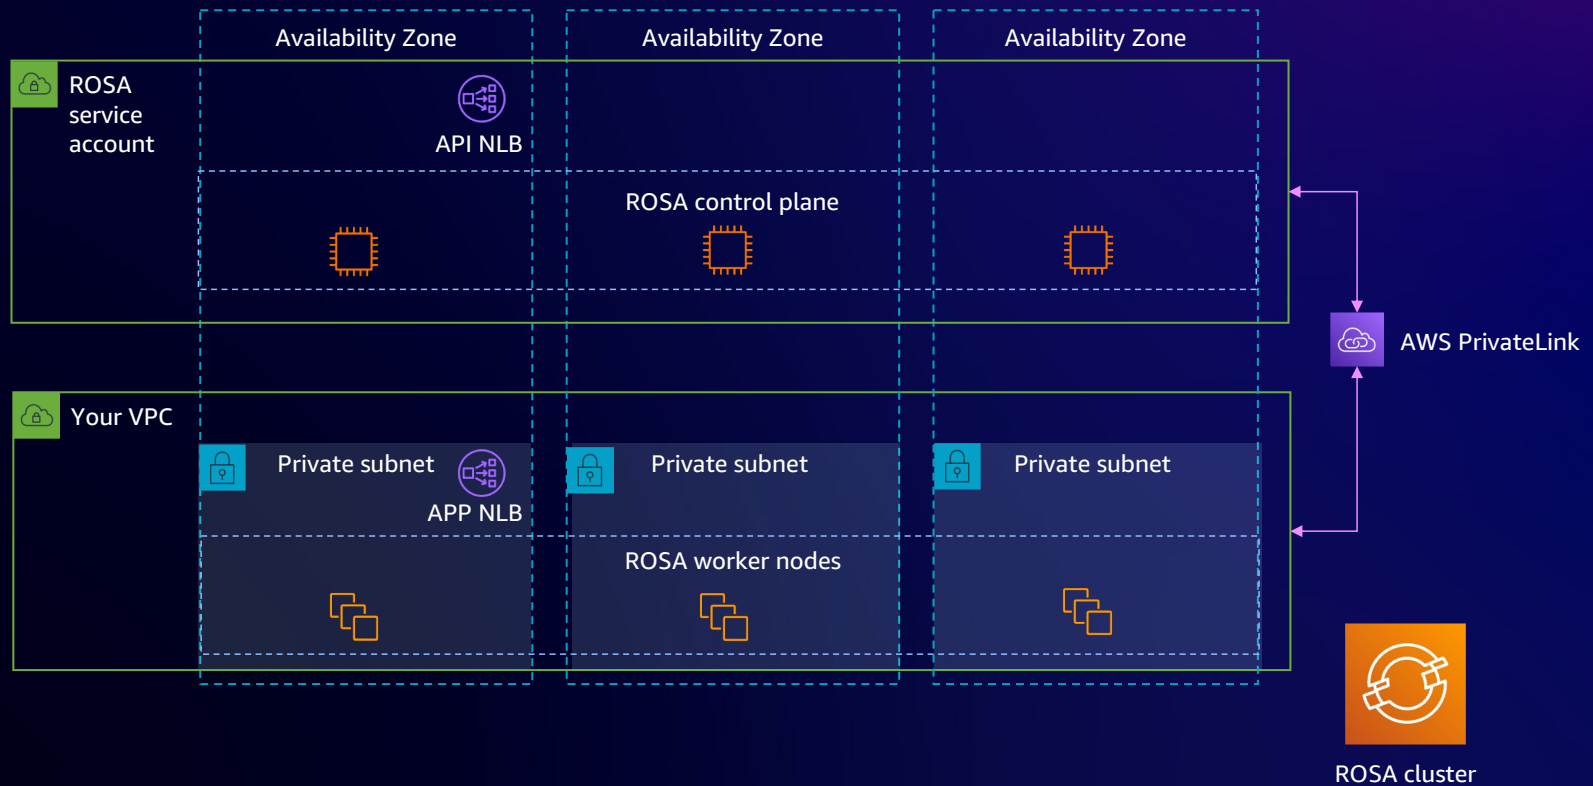 Availability Zone
Availability Zone
Availability Zone
ROSA
service
account
API NLB
ROSA control plane
AWS PrivateLink
Your VPC
Private subnet
Private subnet
Private subnet
APP NLB
ROSA worker nodes
ROSA cluster